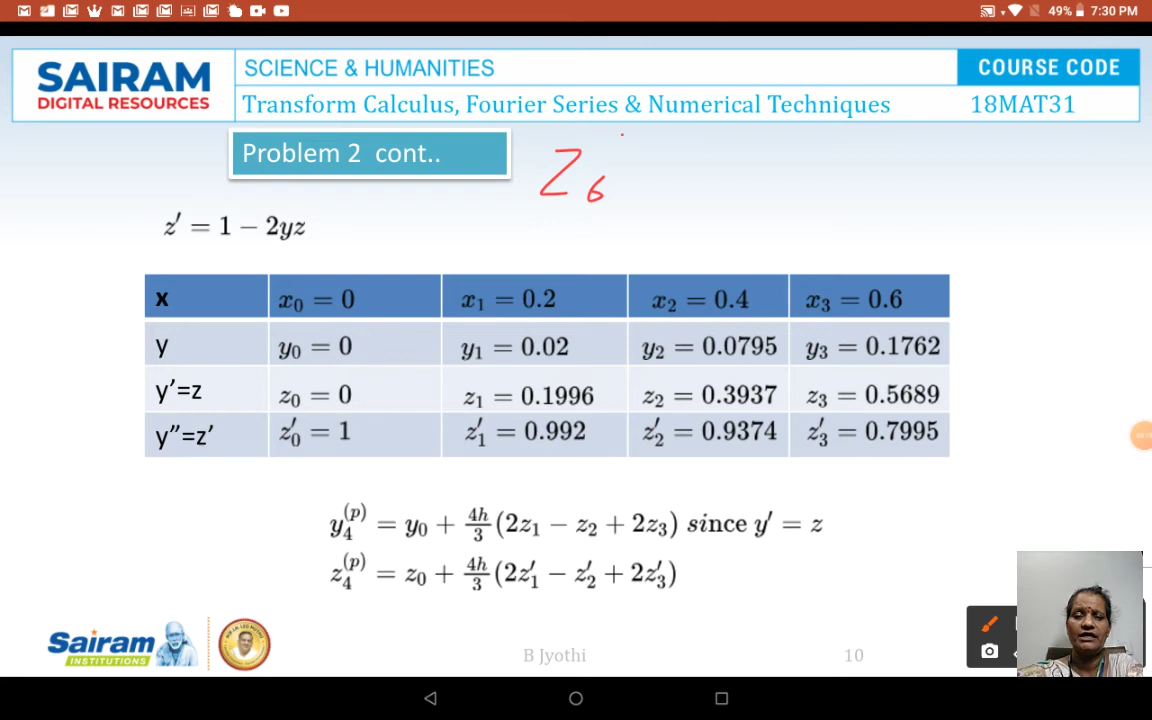 49% 7:30 PM
SAIRAM
DIGITAL RESOURCES
SCIENCE & HUMANITIES
COURSE CODE
Transform Calculus, Fourier Series & Numerical Techniques
18MAT31
Problem 2 cont..
Z₆
z′ = 1 − 2yz
x x₀ = 0 x₁ = 0.2 x₂ = 0.4 x₃ = 0.6
y y₀ = 0 y₁ = 0.02 y₂ = 0.0795 y₃ = 0.1762
y’=z z₀ = 0 z₁ = 0.1996 z₂ = 0.3937 z₃ = 0.5689
y”=z’ z′₀ = 1 z′₁ = 0.992 z′₂ = 0.9374 z′₃ = 0.7995
y₄⁽ᵖ⁾ = y₀ + 4h/3 (2z₁ − z₂ + 2z₃) since y′ = z
z₄⁽ᵖ⁾ = z₀ + 4h/3 (2z′₁ − z′₂ + 2z′₃)
Sairam
INSTITUTIONS
B Jyothi
10